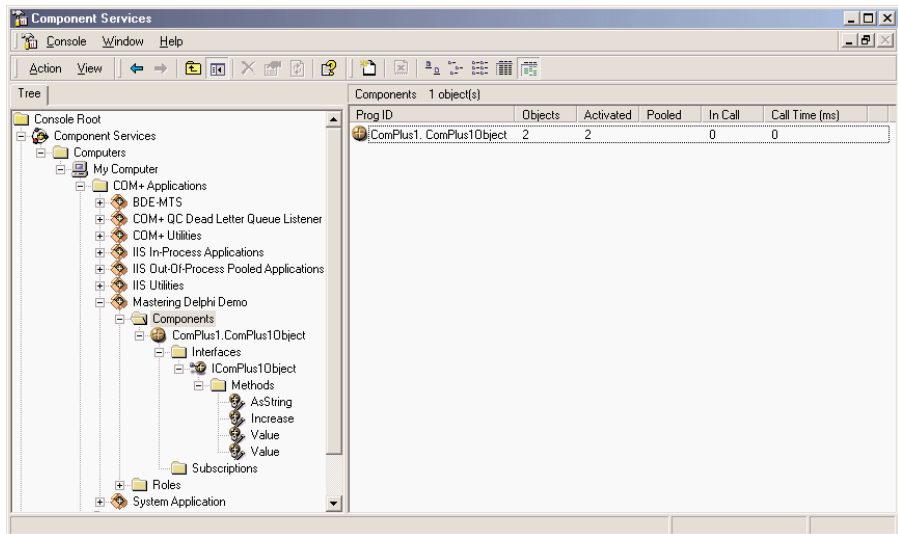 Component Services
Console Window Help
Action View
Tree
Components 1 object(s)
Console Root
Component Services
Computers
My Computer
COM+ Applications
BDE-MTS
COM+ QC Dead Letter Queue Listener
COM+ Utilities
IIS In-Process Applications
IIS Out-Of-Process Pooled Applications
IIS Utilities
Mastering Delphi Demo
Components
ComPlus1.ComPlus1Object
Interfaces
IComPlus1Object
Methods
AsString
Increase
Value
Value
Subscriptions
Roles
System Application
Prog ID Objects Activated Pooled In Call Call Time (ms)
ComPlus1. ComPlus1Object 2 2 0 0